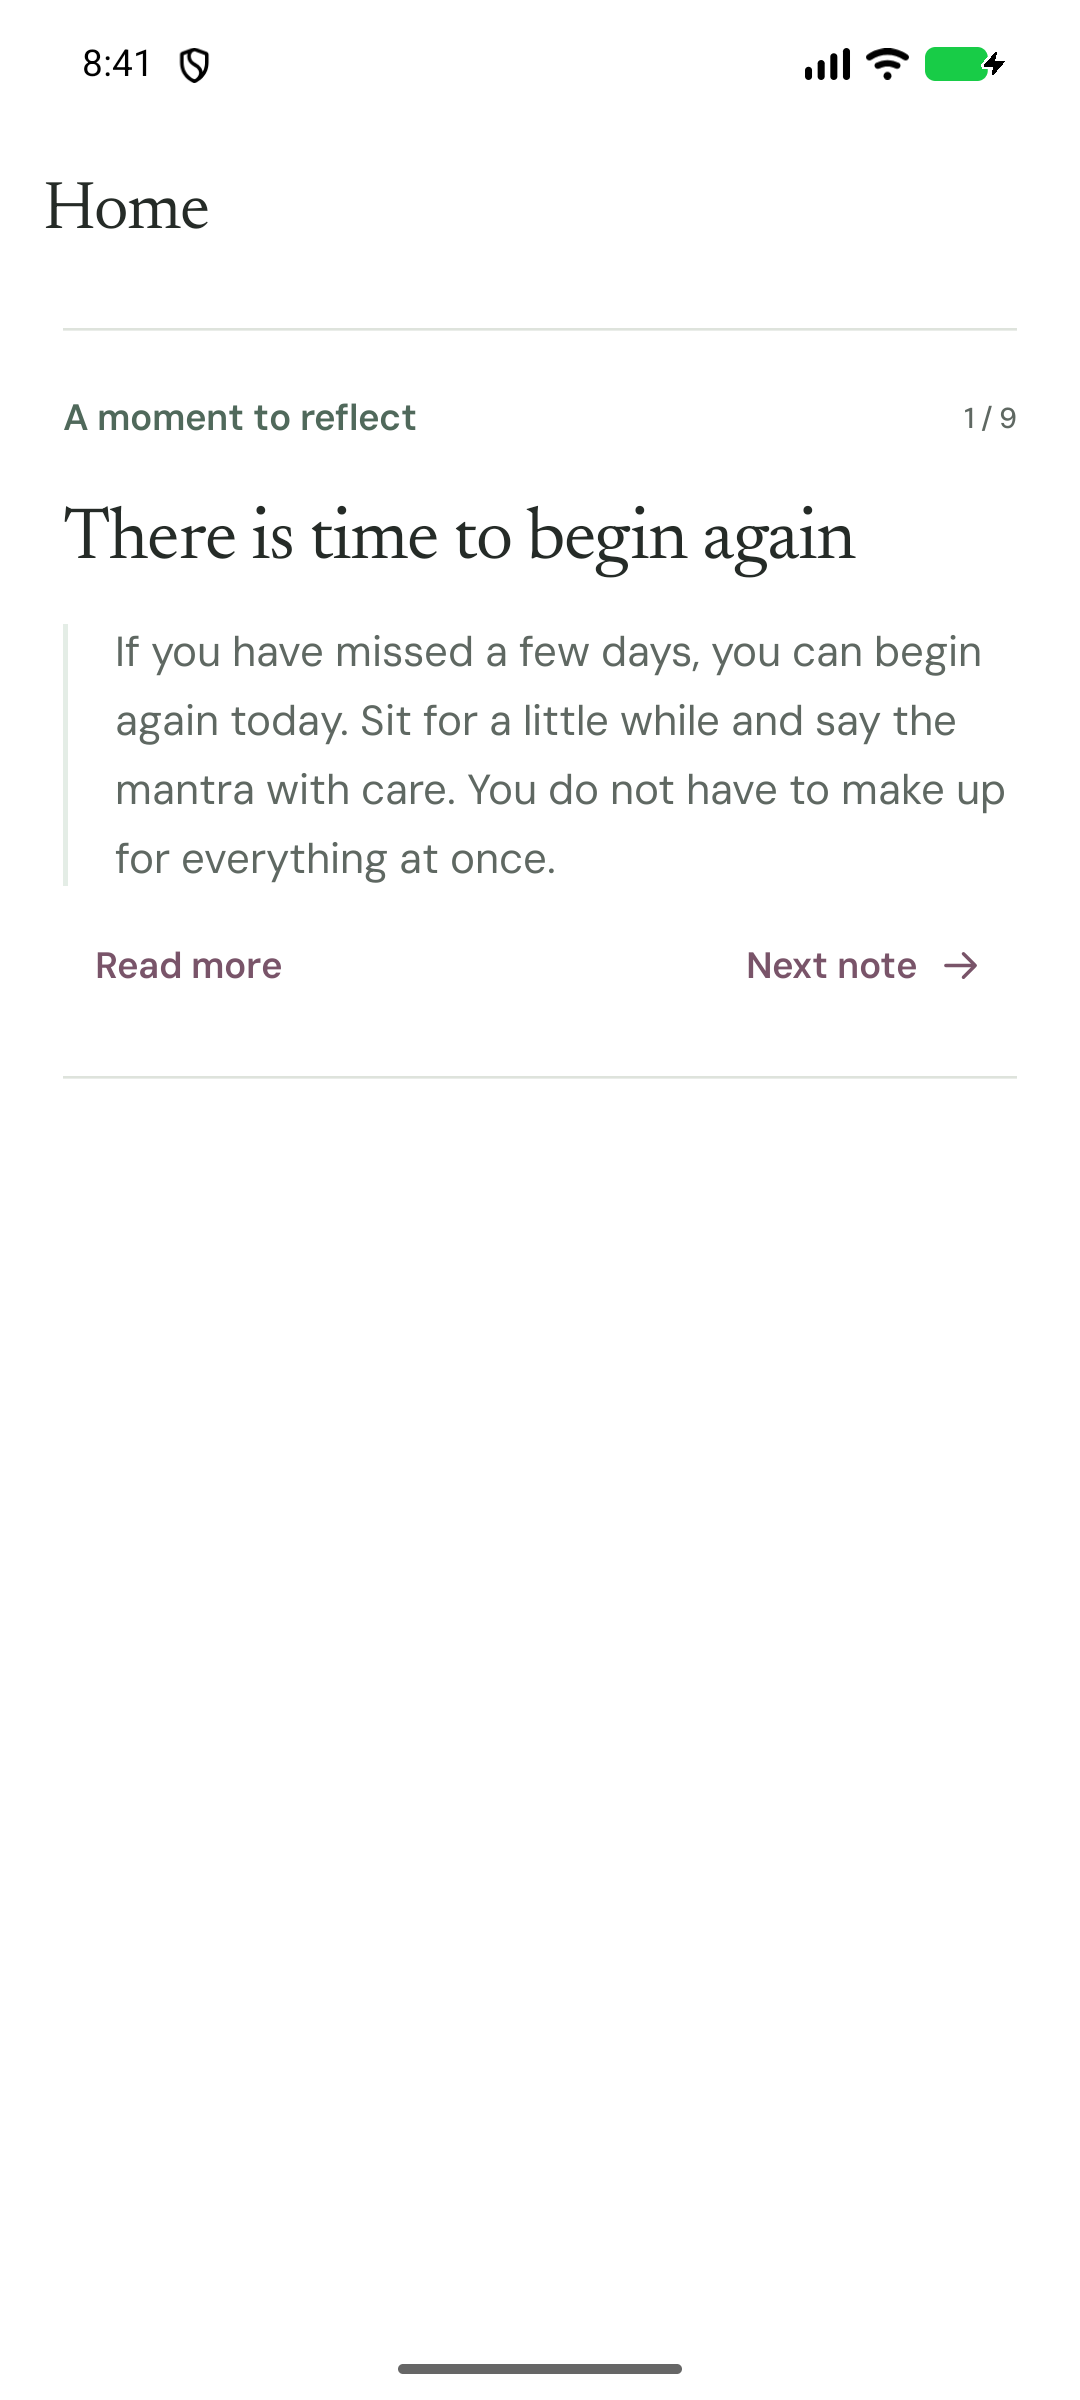 8:41
Home
A moment to reflect 1 / 9
There is time to begin again
If you have missed a few days, you can begin
again today. Sit for a little while and say the
mantra with care. You do not have to make up
for everything at once.
Read more Next note →